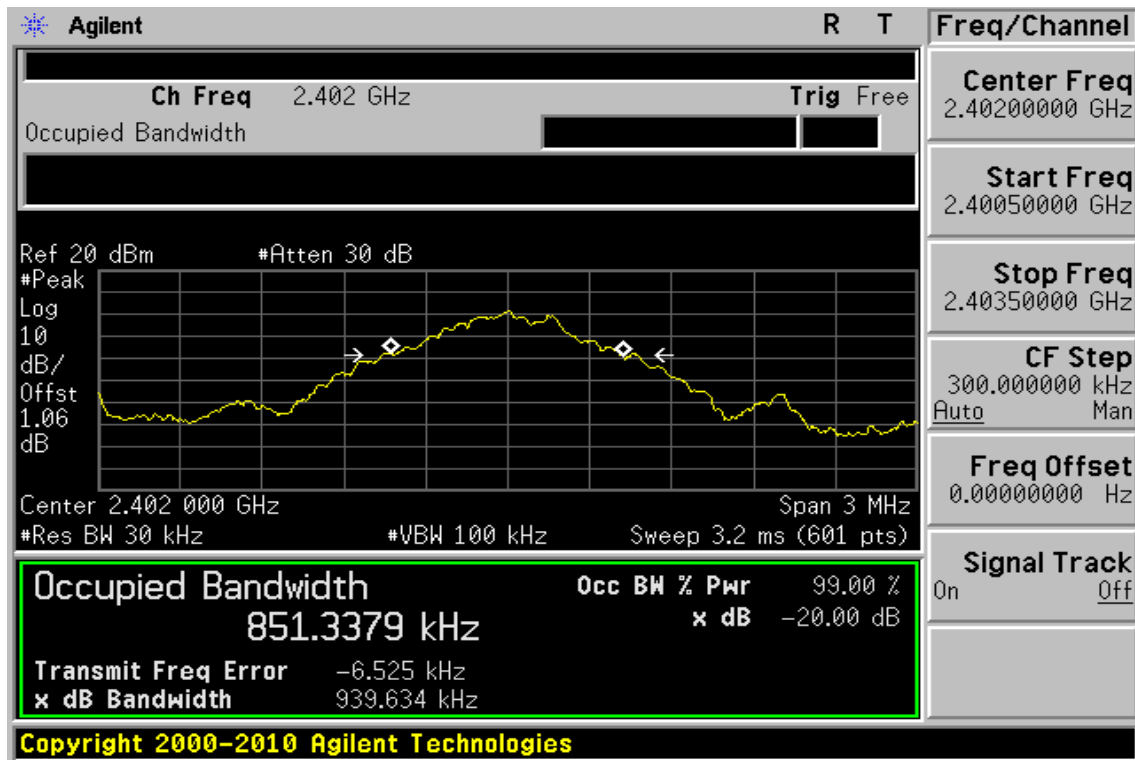 Agilent R T
Ch Freq 2.402 GHz Trig Free
Occupied Bandwidth
Ref 20 dBm #Atten 30 dB
#Peak
Log
10
dB/
Offst
1.06
dB
Center 2.402 000 GHz Span 3 MHz
#Res BW 30 kHz #VBW 100 kHz Sweep 3.2 ms (601 pts)
Occupied Bandwidth Occ BW % Pwr 99.00 %
851.3379 kHz x dB -20.00 dB
Transmit Freq Error -6.525 kHz
x dB Bandwidth 939.634 kHz
Copyright 2000-2010 Agilent Technologies
Freq/Channel
Center Freq
2.40200000 GHz
Start Freq
2.40050000 GHz
Stop Freq
2.40350000 GHz
CF Step
300.000000 kHz
Auto Man
Freq Offset
0.00000000 Hz
Signal Track
On Off